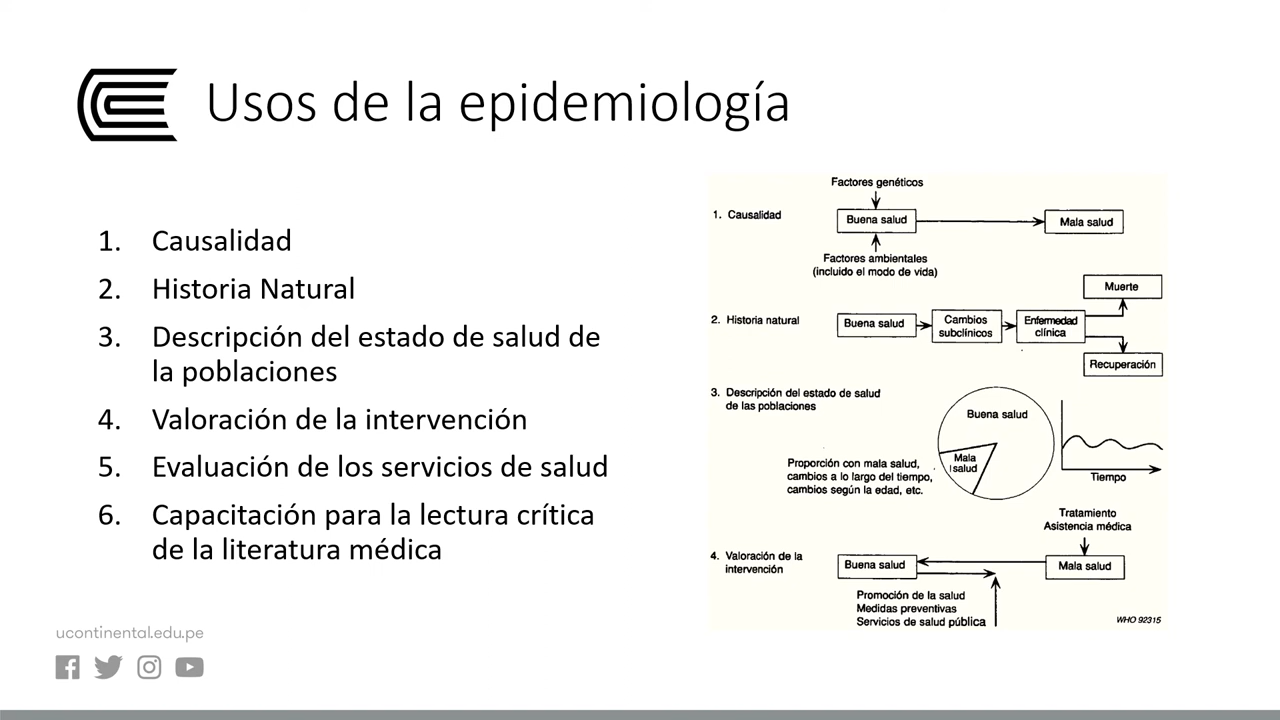 Usos de la epidemiología
1. Causalidad
2. Historia Natural
3. Descripción del estado de salud de
la poblaciones
4. Valoración de la intervención
5. Evaluación de los servicios de salud
6. Capacitación para la lectura crítica
de la literatura médica
ucontinental.edu.pe
Factores genéticos
1. Causalidad
Buena salud
Mala salud
Factores ambientales
(incluido el modo de vida)
Muerte
2. Historia natural
Buena salud
Cambios
subclínicos
Enfermedad
clínica
Recuperación
3. Descripción del estado de salud
de las poblaciones
Buena salud
Mala
salud
Proporción con mala salud,
cambios a lo largo del tiempo,
cambios según la edad, etc.
Tiempo
Tratamiento
Asistencia médica
4. Valoración de la
intervención
Buena salud
Mala salud
Promoción de la salud
Medidas preventivas
Servicios de salud pública
WHO 92315